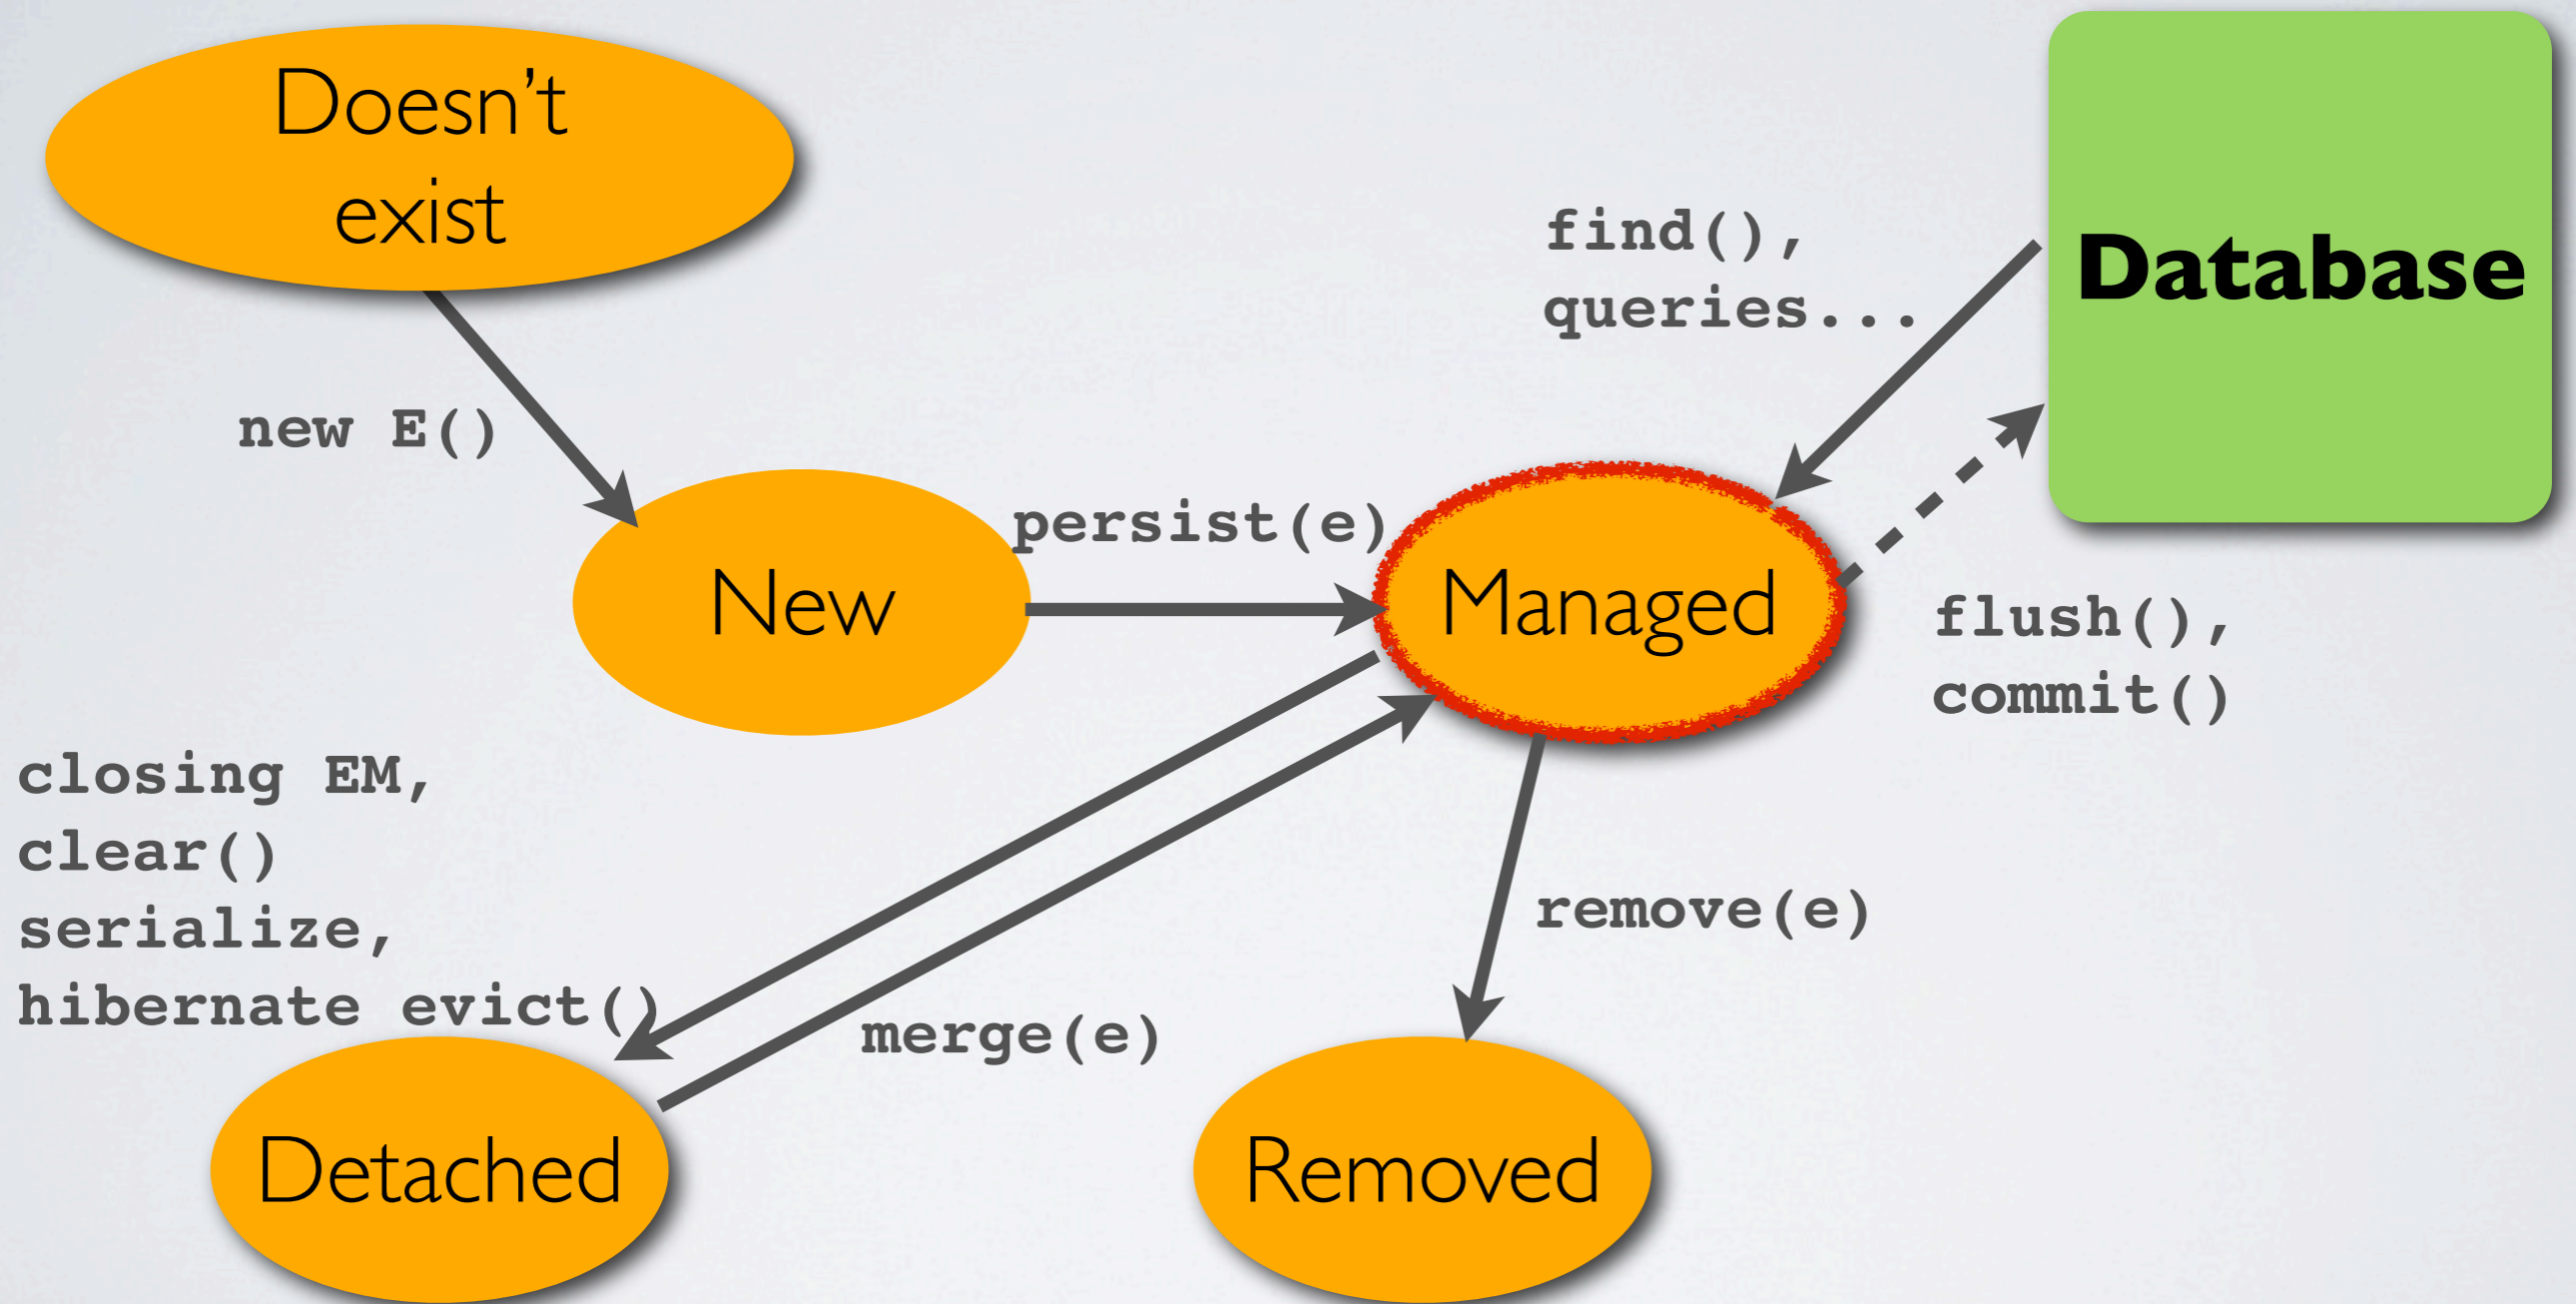 Doesn't
exist
find(),
queries...
Database
new E()
persist(e)
New
Managed
flush(),
commit()
closing EM,
clear()
serialize,
hibernate evict()
merge(e)
remove(e)
Detached
Removed